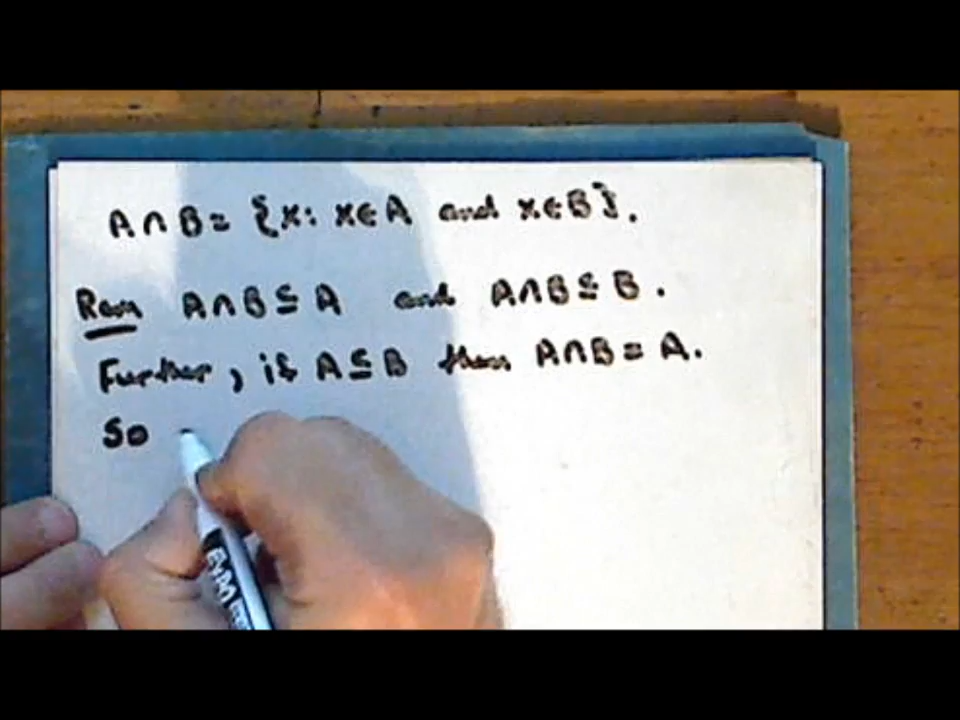 A∩B = {x: x∈A and x∈B}.
Rem A∩B⊆A and A∩B⊆B.
Further, if A⊆B then A∩B = A.
So